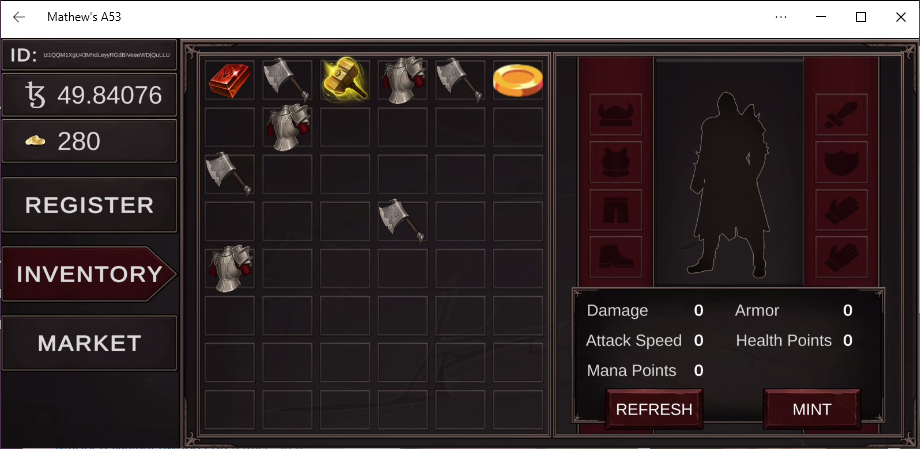 Mathew's A53
ID:
49.84076
280
REGISTER
INVENTORY
MARKET
Damage 0 Armor 0
Attack Speed 0 Health Points 0
Mana Points 0
REFRESH MINT